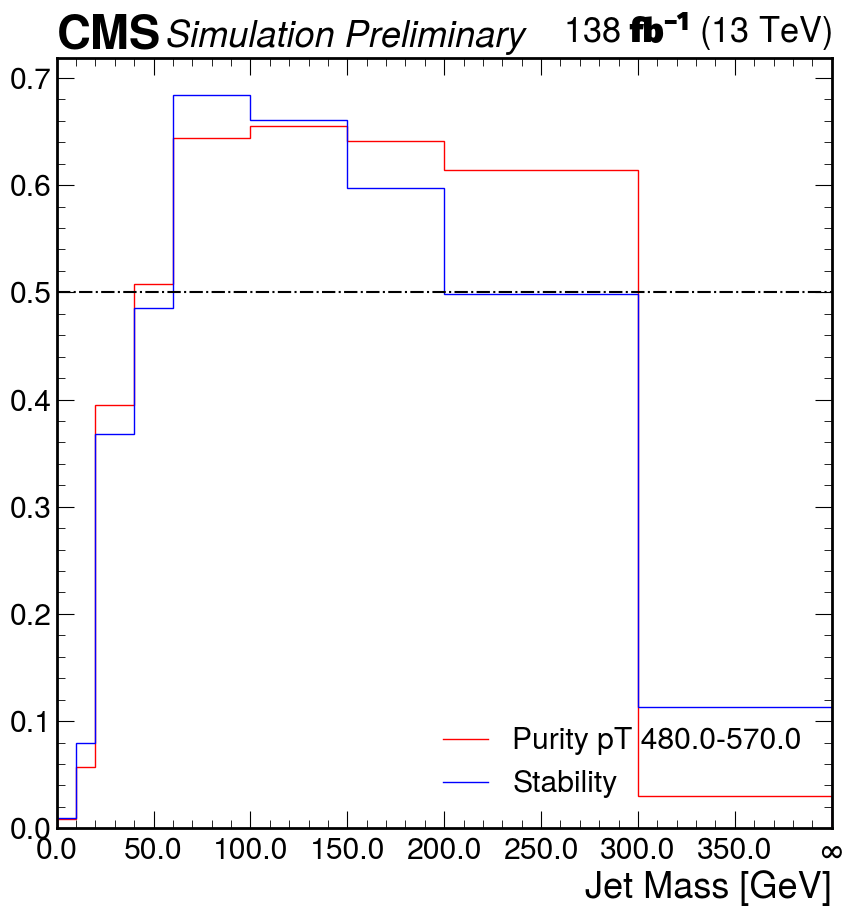 CMS Simulation Preliminary 138 fb⁻¹ (13 TeV)
0.7
0.6
0.5
0.4
0.3
0.2
0.1
0.0
Purity pT 480.0-570.0
Stability
0.0 50.0 100.0 150.0 200.0 250.0 300.0 350.0 ∞
Jet Mass [GeV]